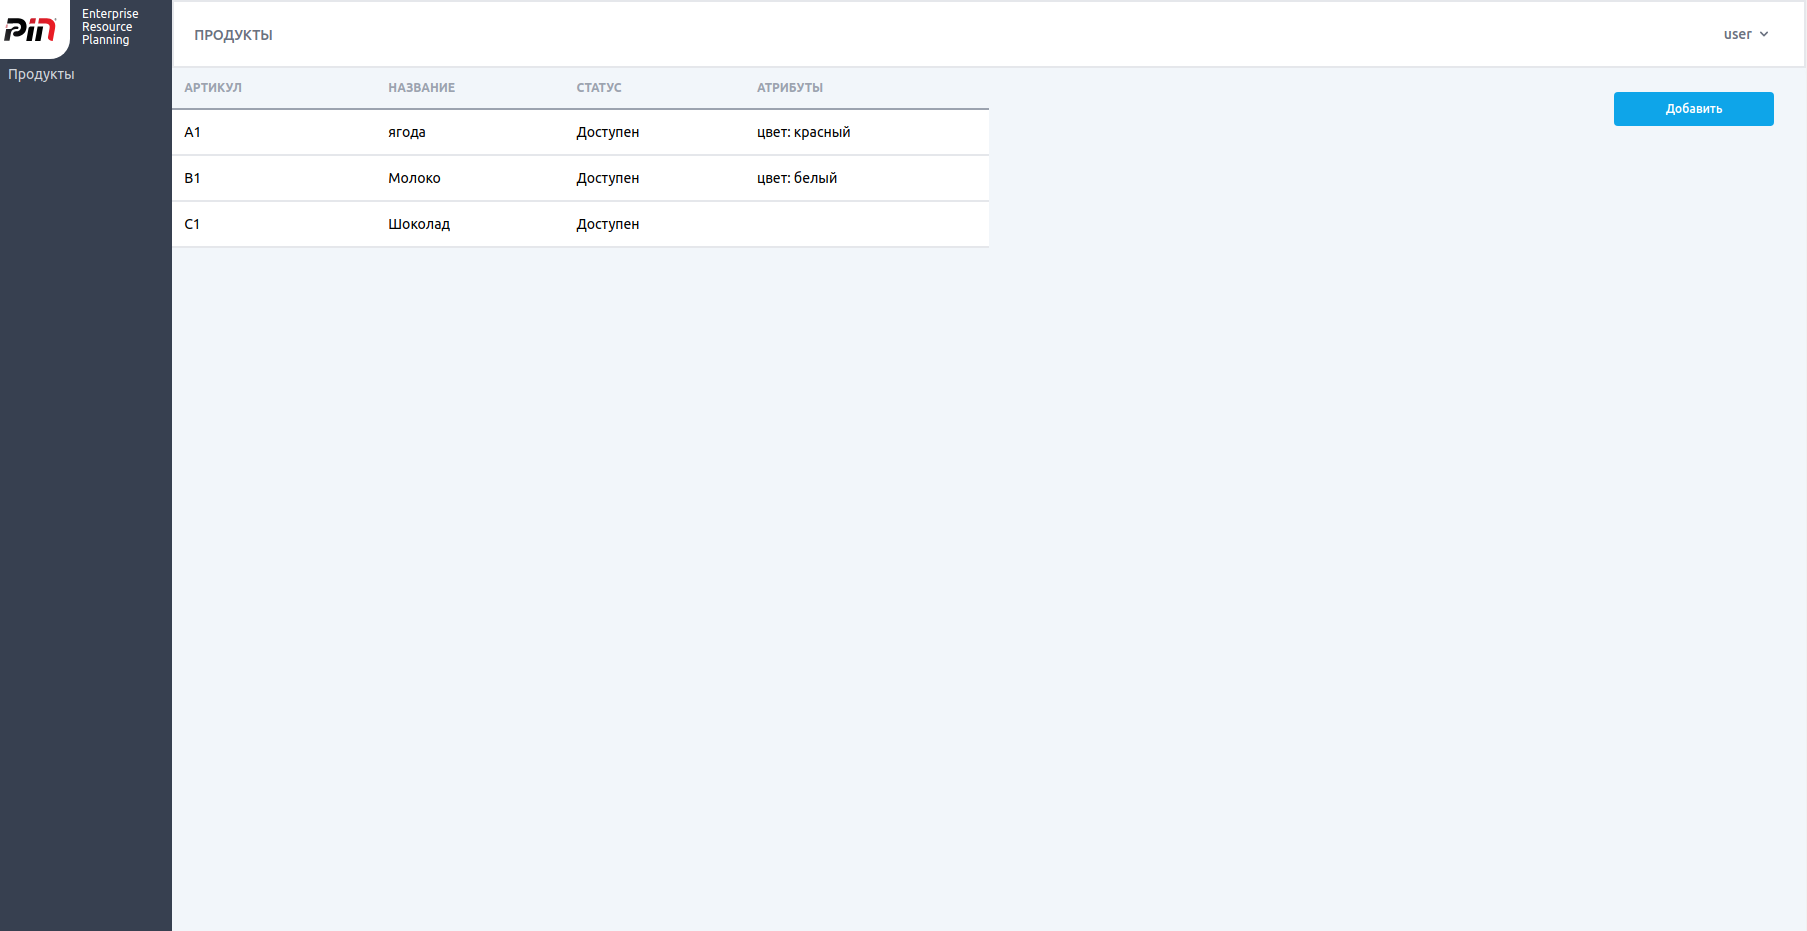 PiN
Enterprise
Resource
Planning
Продукты
ПРОДУКТЫ
user
АРТИКУЛ НАЗВАНИЕ СТАТУС АТРИБУТЫ
A1 ягода Доступен цвет: красный
B1 Молоко Доступен цвет: белый
C1 Шоколад Доступен
Добавить